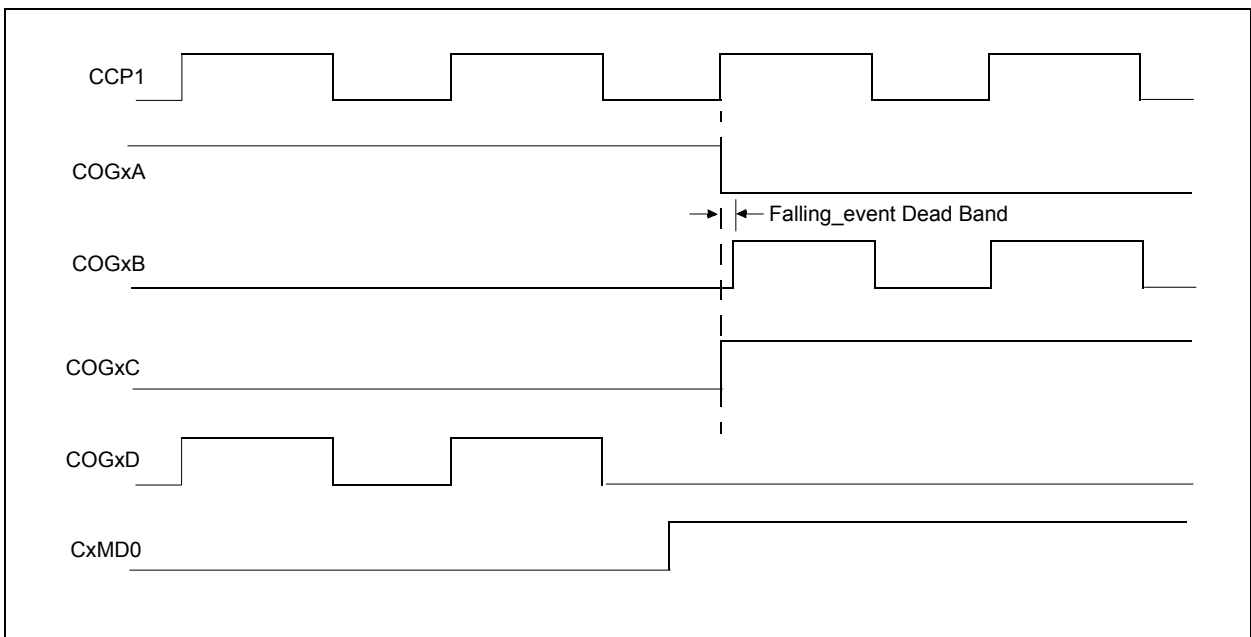 CCP1
COGxA
Falling_event Dead Band
COGxB
COGxC
COGxD
CxMD0